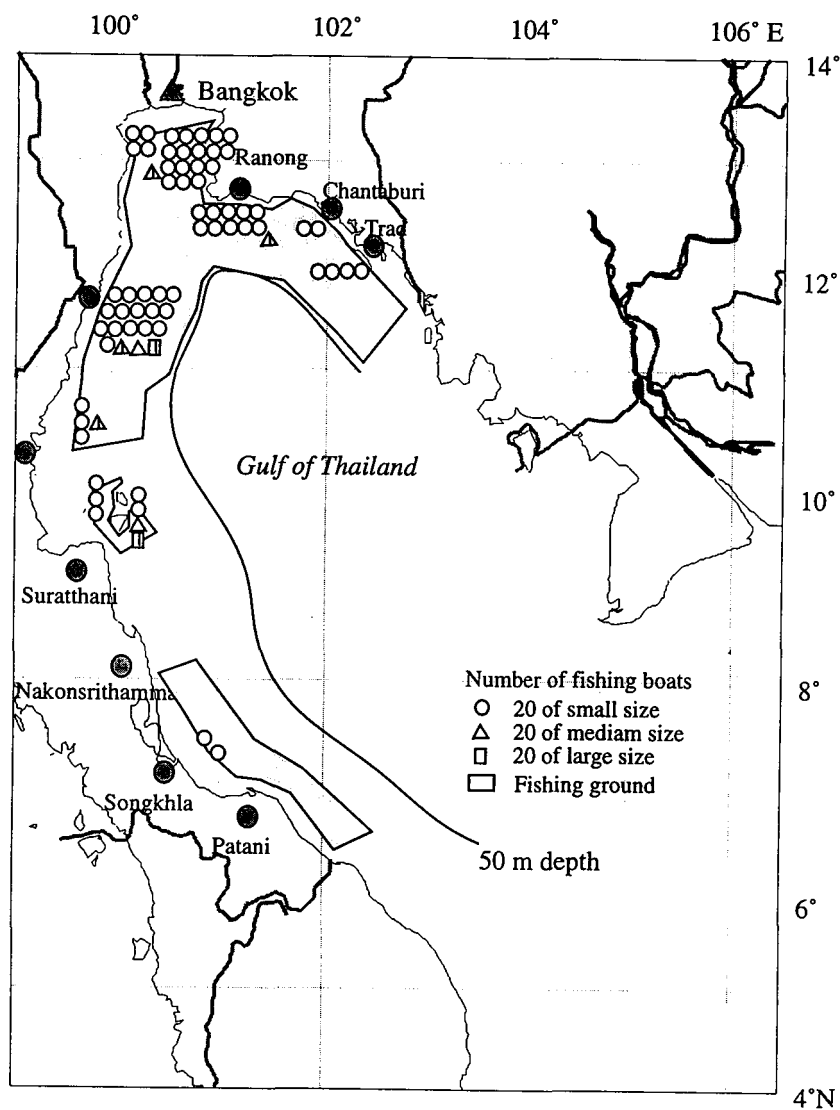 100° 102° 104° 106° E
14°
Bangkok
Ranong
Chantaburi
Trad
12°
Gulf of Thailand
10°
Suratthani
Nakonsrithamma
8°
Number of fishing boats
20 of small size
20 of mediam size
20 of large size
Fishing ground
Songkhla
Patani
50 m depth
6°
4°N